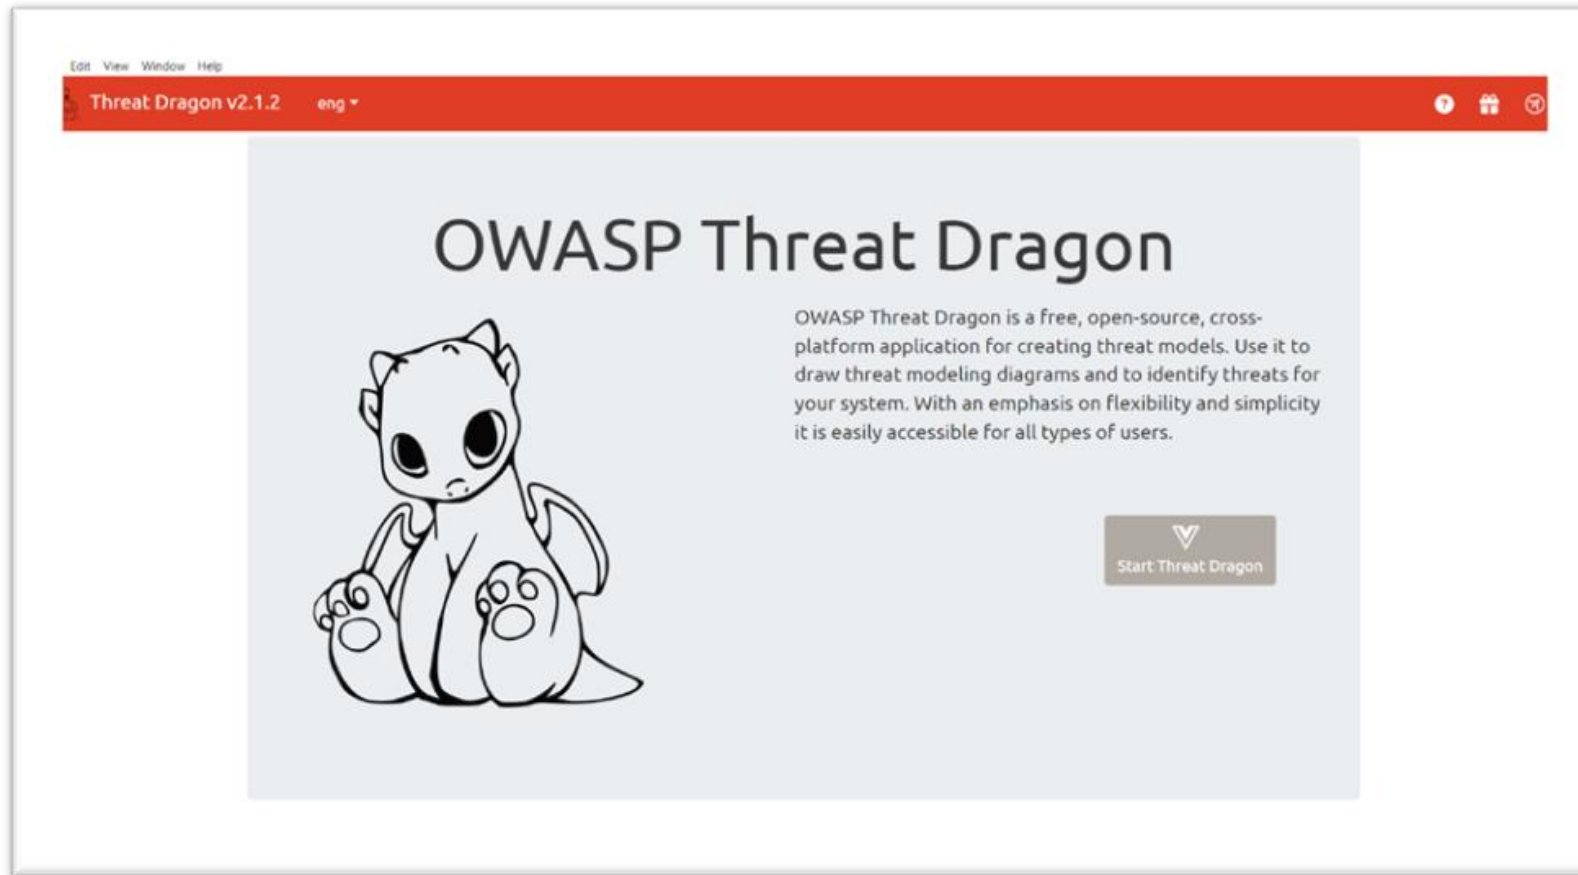 Edit View Window Help
Threat Dragon v2.1.2 eng
OWASP Threat Dragon
OWASP Threat Dragon is a free, open-source, cross-
platform application for creating threat models. Use it to
draw threat modeling diagrams and to identify threats for
your system. With an emphasis on flexibility and simplicity
it is easily accessible for all types of users.
Start Threat Dragon